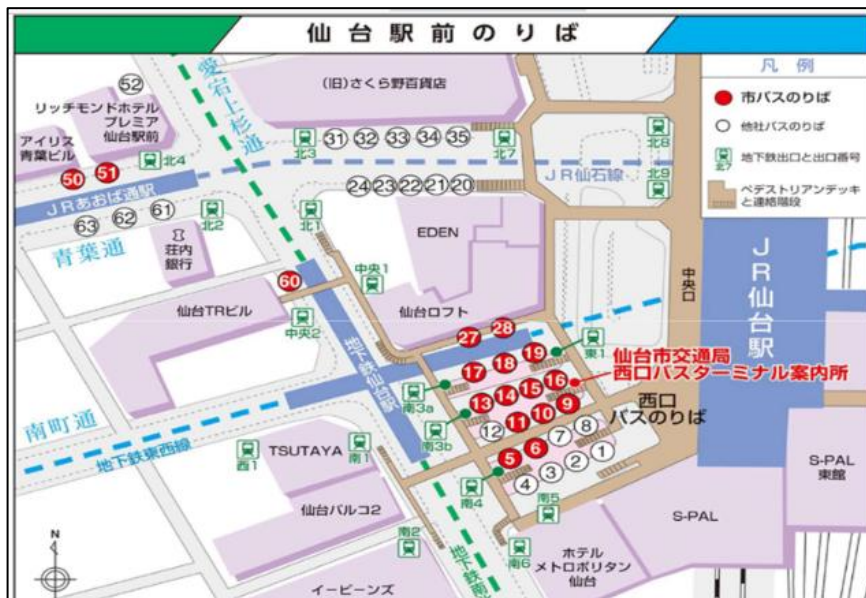 仙台駅前のりば
凡例
市バスのりば
他社バスのりば
北7
地下鉄出口と出口番号
ペデストリアンデッキ
と連絡階段
52
リッチモンドホテル
プレミア
仙台駅前
アイリス
青葉ビル
50
51
北4
愛宕上杉通
(旧)さくら野百貨店
北3
31
32
33
34
35
北7
北8
北9
JR仙石線
JRあおば通駅
24
23
22
21
20
63
62
61
北2
北1
青葉通
荘内
銀行
EDEN
中央1
60
仙台TRビル
中央2
仙台ロフト
中央口
JR仙台駅
地下鉄仙台駅
27
28
17
18
19
東1
仙台市交通局
西口バスターミナル案内所
南3a
13
14
15
16
南3b
12
11
10
9
西口
バスのりば
南町通
地下鉄東西線
西1
TSUTAYA
南1
5
6
7
8
4
3
2
1
南4
南5
仙台パルコ2
南2
地下鉄南
南6
イービーンズ
ホテル
メトロポリタン
仙台
S-PAL
S-PAL
東館
N